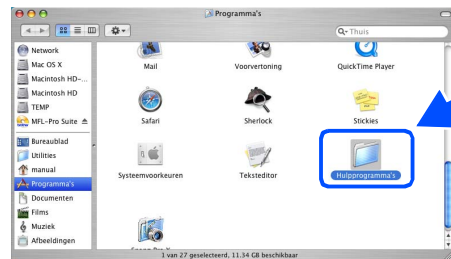 Programma's
Thuis
Network
Mac OS X
Macintosh HD-...
Macintosh HD
TEMP
MFL-Pro Suite
Bureaublad
Utilities
manual
Programma's
Documenten
Films
Muziek
Afbeeldingen
Mail
Voorvertoning
QuickTime Player
Safari
Sherlock
Stickies
Systeemvoorkeuren
Teksteditor
Hulpprogramma's
1 van 27 geselecteerd, 11.34 GB beschikbaar